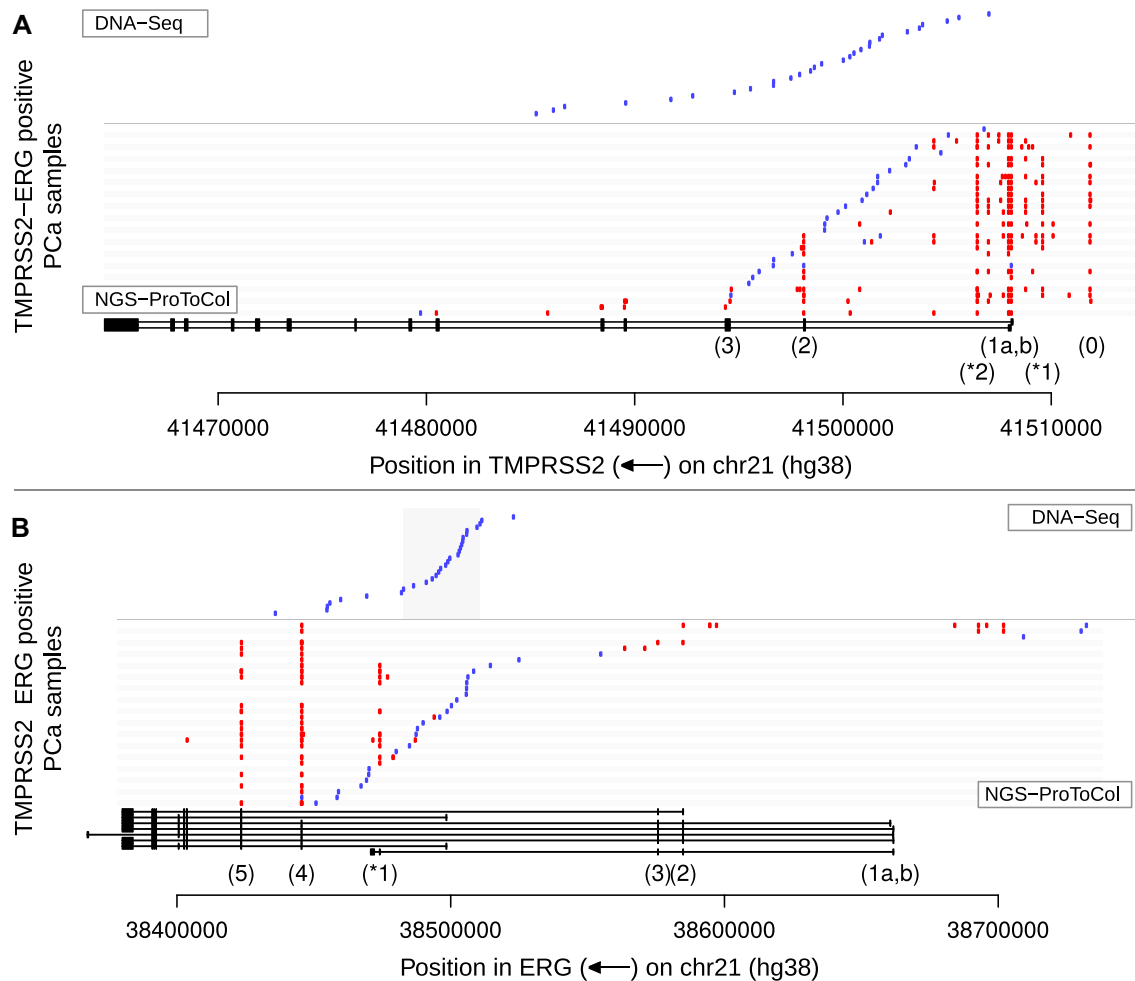 A
DNA−Seq
TMPRSS2−ERG positive
PCa samples
NGS−ProToCol
(3) (2) (1a,b) (0)
(*2) (*1)
41470000 41480000 41490000 41500000 41510000
Position in TMPRSS2 (←) on chr21 (hg38)
B
DNA−Seq
TMPRSS2 ERG positive
PCa samples
NGS−ProToCol
(5) (4) (*1) (3)(2) (1a,b)
38400000 38500000 38600000 38700000
Position in ERG (←) on chr21 (hg38)